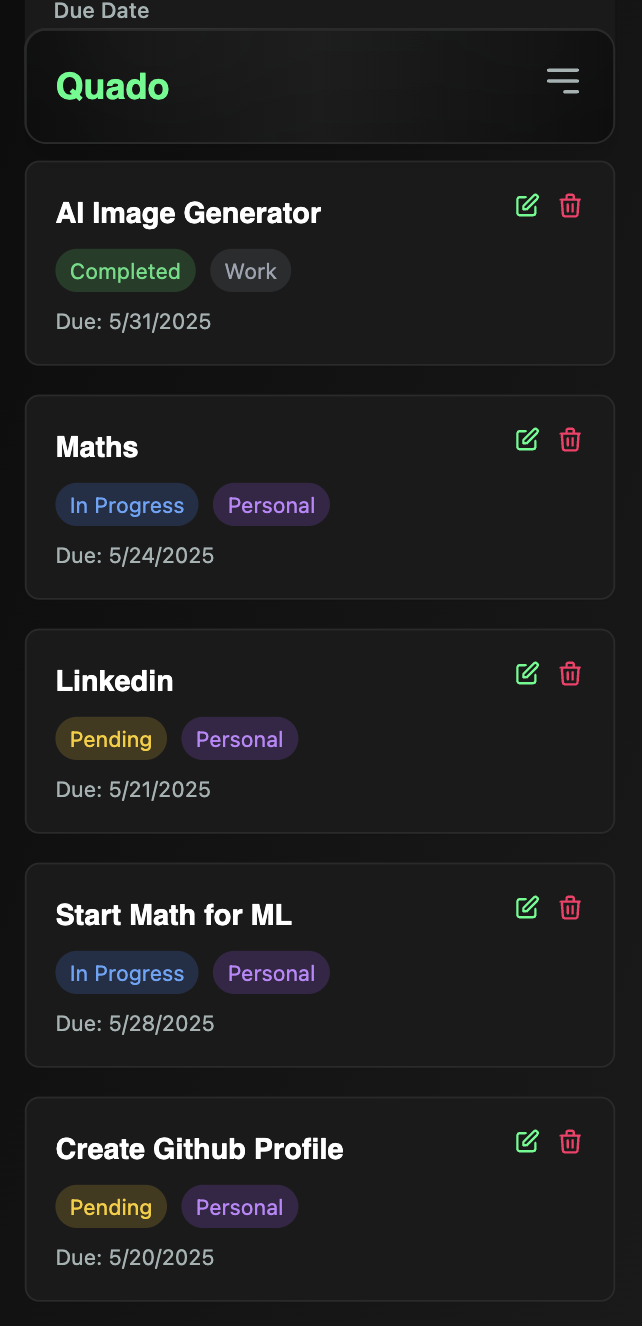 Due Date
Quado
AI Image Generator
Completed Work
Due: 5/31/2025
Maths
In Progress Personal
Due: 5/24/2025
Linkedin
Pending Personal
Due: 5/21/2025
Start Math for ML
In Progress Personal
Due: 5/28/2025
Create Github Profile
Pending Personal
Due: 5/20/2025